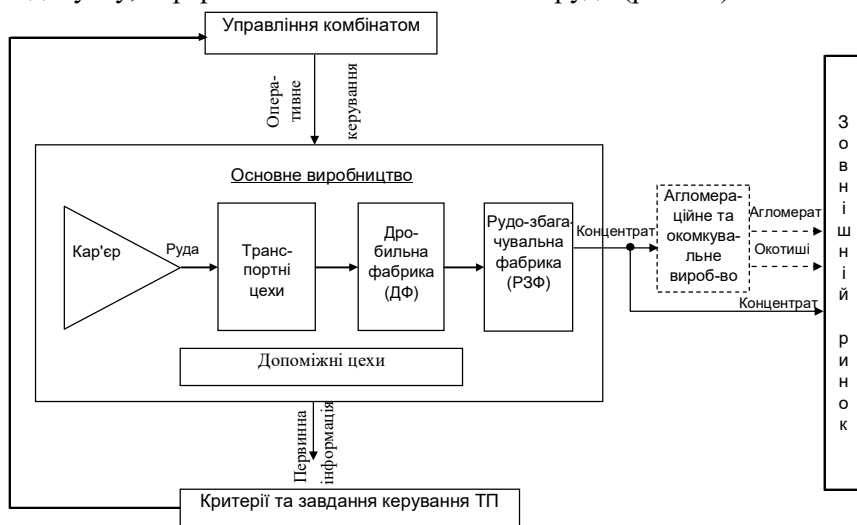 Управління комбінатом
Опера-
тивне
керування
Основне виробництво
Кар'єр
Руда
Транс-
портні
цехи
Дро-
бильна
фабрика
(ДФ)
Рудо-збага-
чувальна
фабрика
(РЗФ)
Концентрат
Агломера-
ційне та
окомкува-
льне
вироб-во
Агломерат
Окотиші
Концентрат
Зовнішній ринок
Допоміжні цехи
Первинна
інформація
Критерії та завдання керування ТП